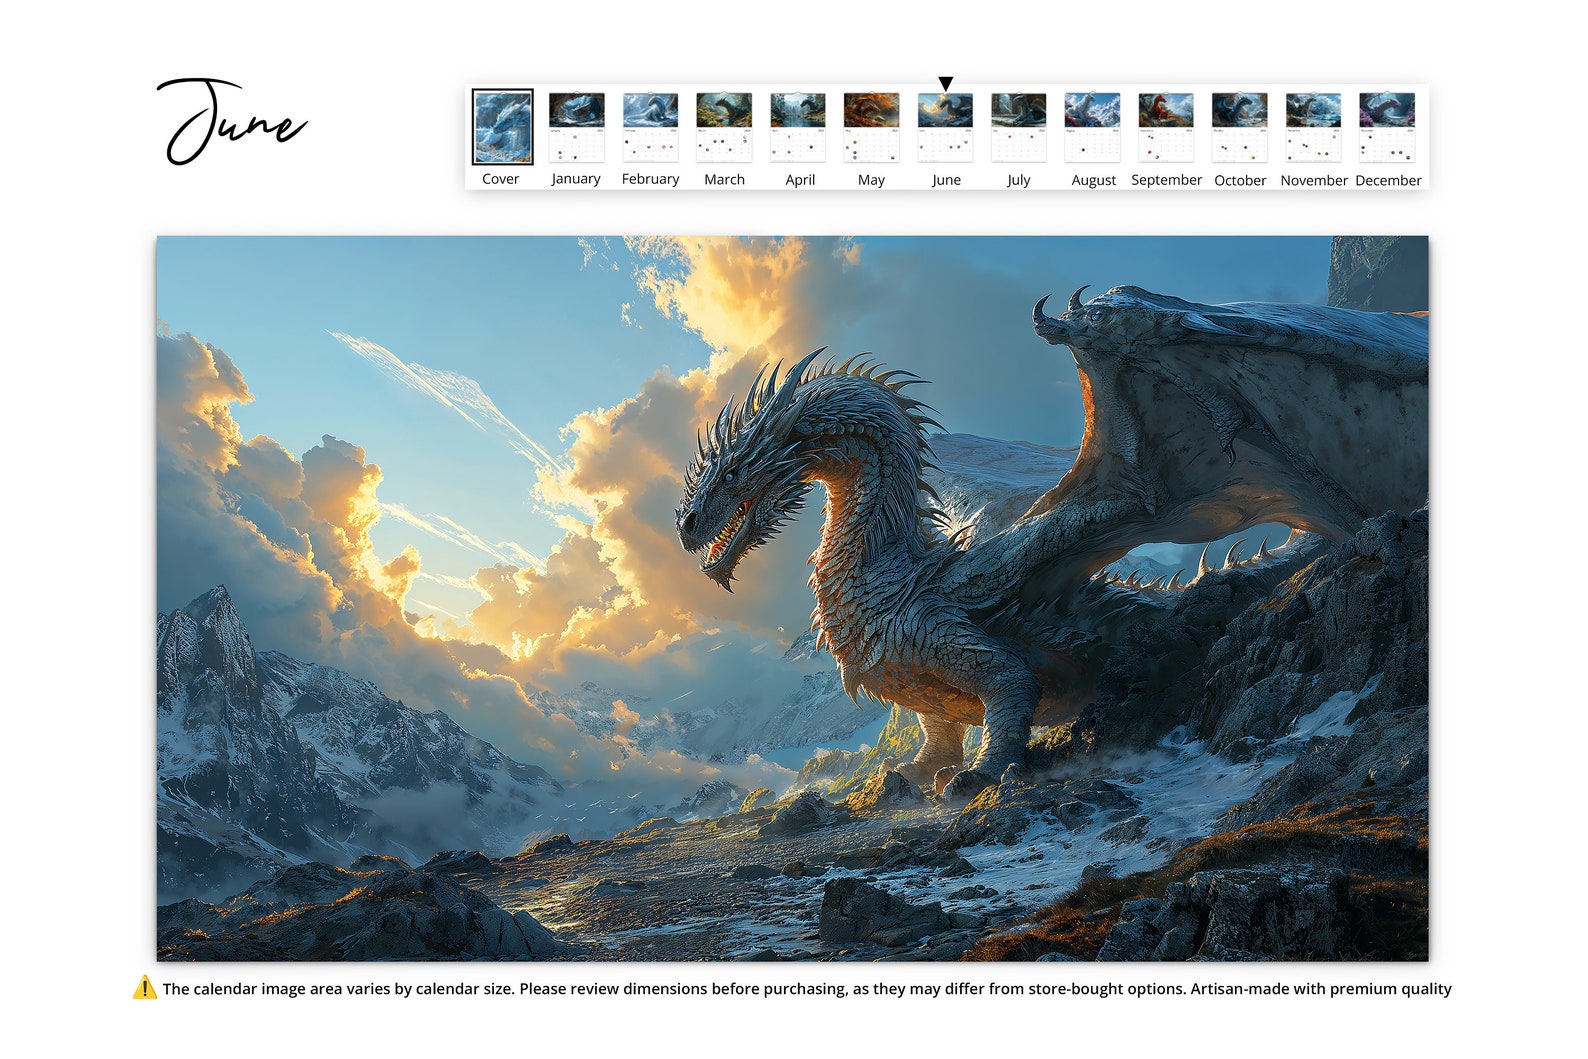 June
Cover January February March April May June July August September October November December
The calendar image area varies by calendar size. Please review dimensions before purchasing, as they may differ from store-bought options. Artisan-made with premium quality